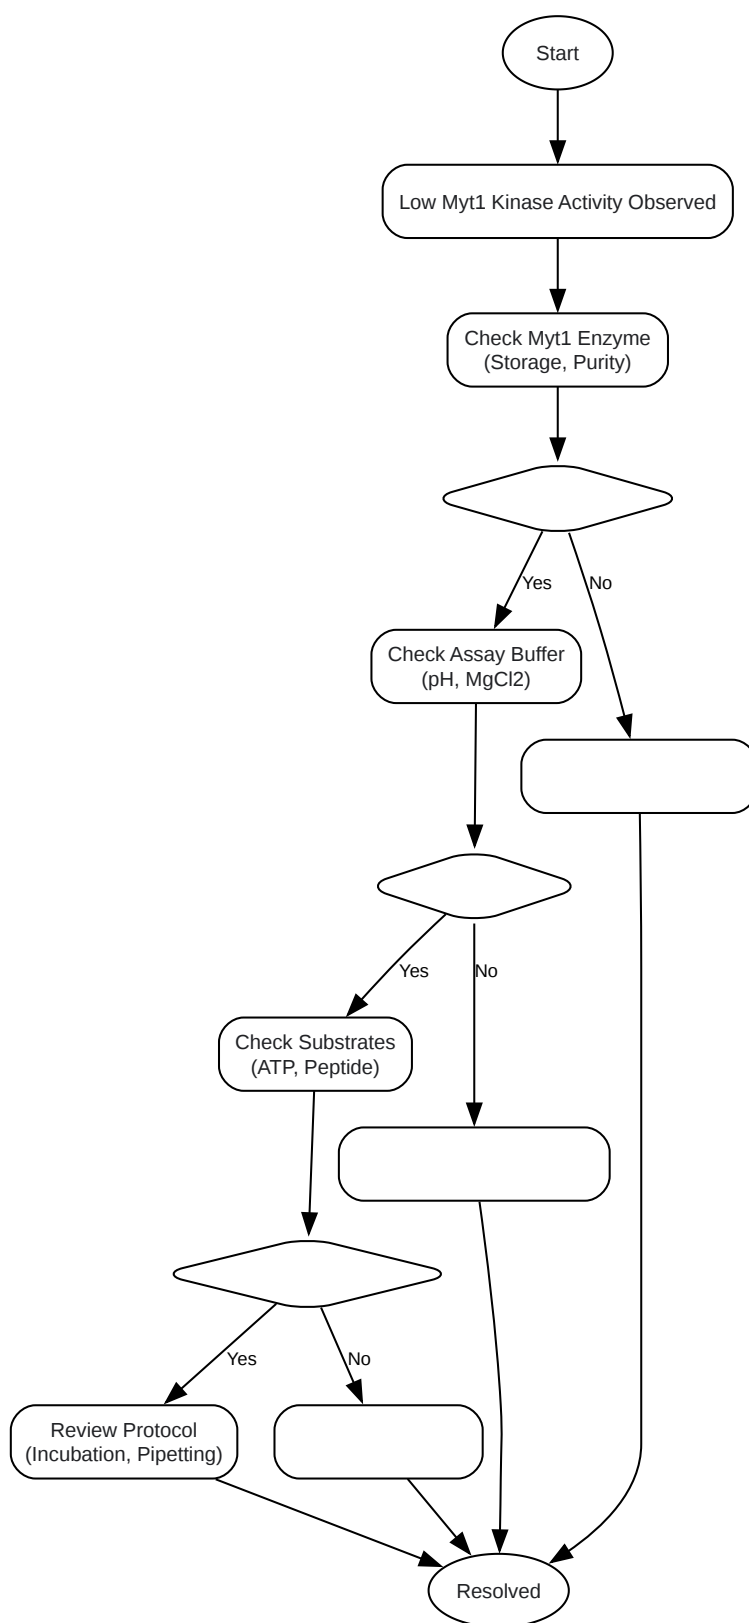 Start
Low Myt1 Kinase Activity Observed
Check Myt1 Enzyme
(Storage, Purity)
Yes
No
Check Assay Buffer
(pH, MgCl2)
Yes
No
Check Substrates
(ATP, Peptide)
Yes
No
Review Protocol
(Incubation, Pipetting)
Resolved